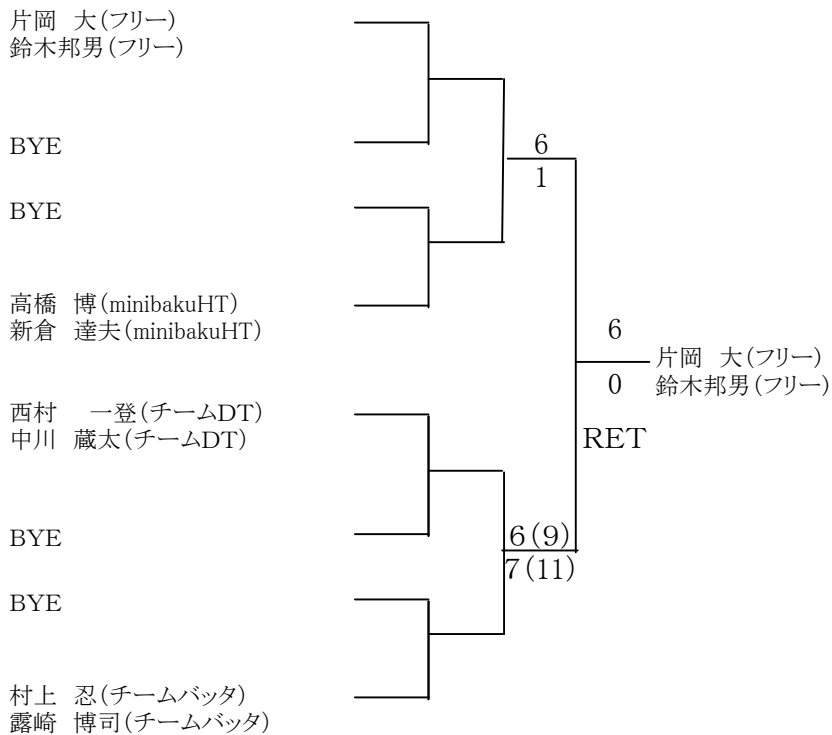 片岡 大(フリー)
鈴木邦男(フリー)
BYE
6
1
BYE
高橋 博(minibakuHT)
新倉 達夫(minibakuHT)
6
片岡 大(フリー)
0
鈴木邦男(フリー)
西村 一登(チームDT)
中川 蔵太(チームDT)
RET
BYE
6(9)
7(11)
BYE
村上 忍(チームバッタ)
露崎 博司(チームバッタ)